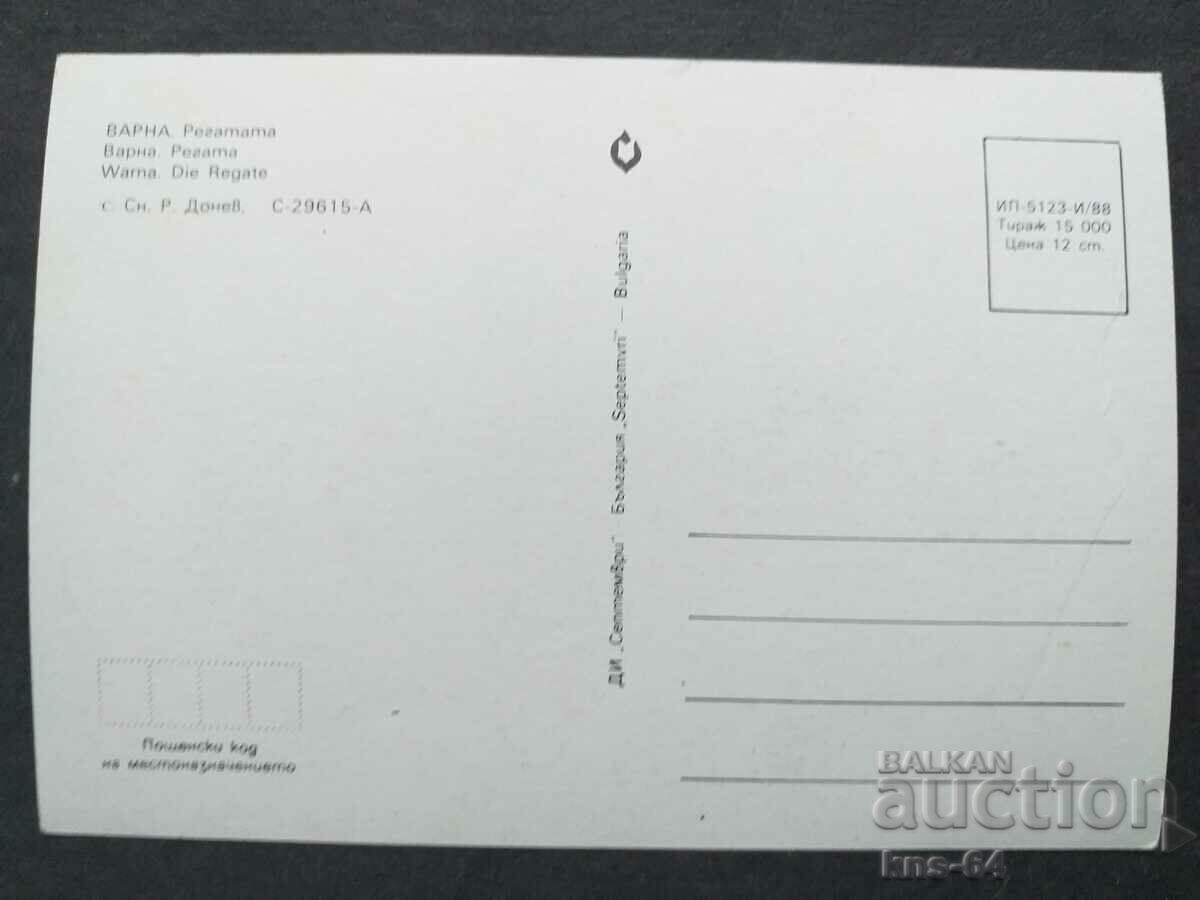 ВАРНА. Регатата
Варна. Регата
Warna. Die Regate
с. Сн. Р. Донев, С-29615-А
ДИ „Септември" България „Septemvri" — Bulgaria
ИП-5123-И/88
Тираж 15 000
Цена 12 ст.
Пощенски код
на местоназначението
BALKAN
auction
kns-64